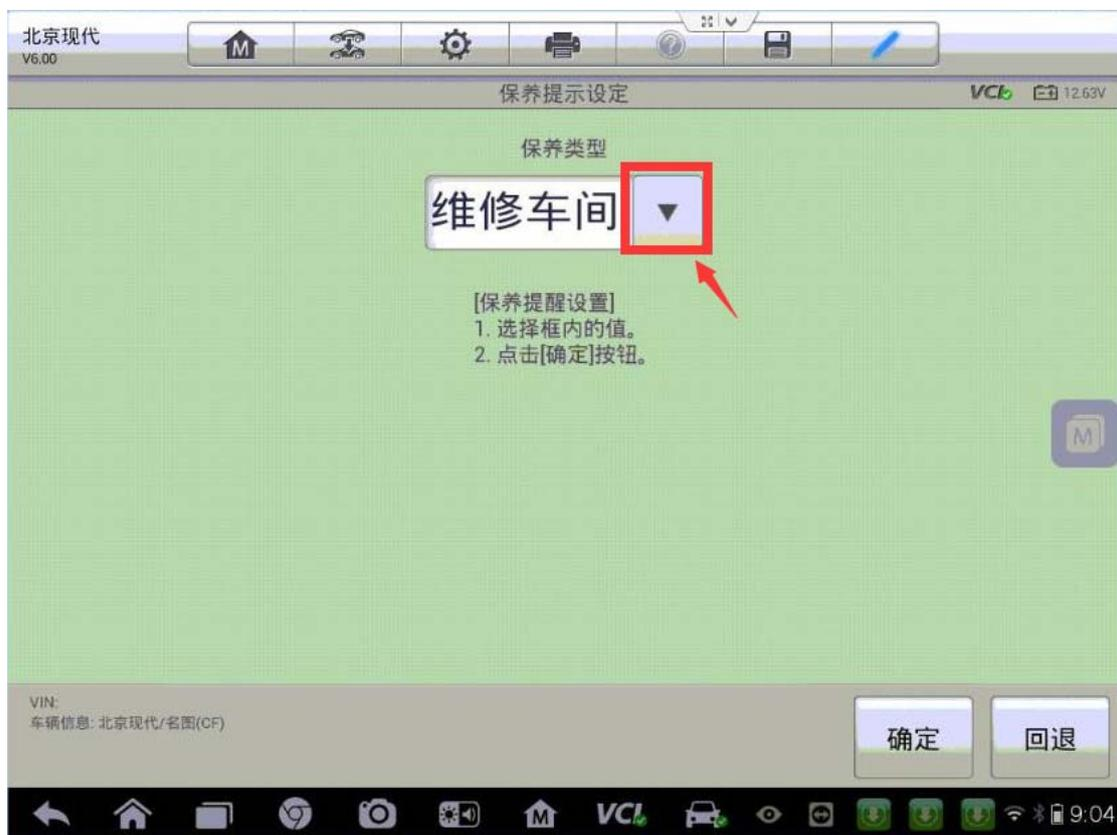 北京现代
V6.00
M
保养提示设定
VCI 12.63V
保养类型
维修车间
[保养提醒设置]
1. 选择框内的值。
2. 点击[确定]按钮。
M
VIN:
车辆信息: 北京现代/名图(CF)
确定
回退
M
VCI
9:04